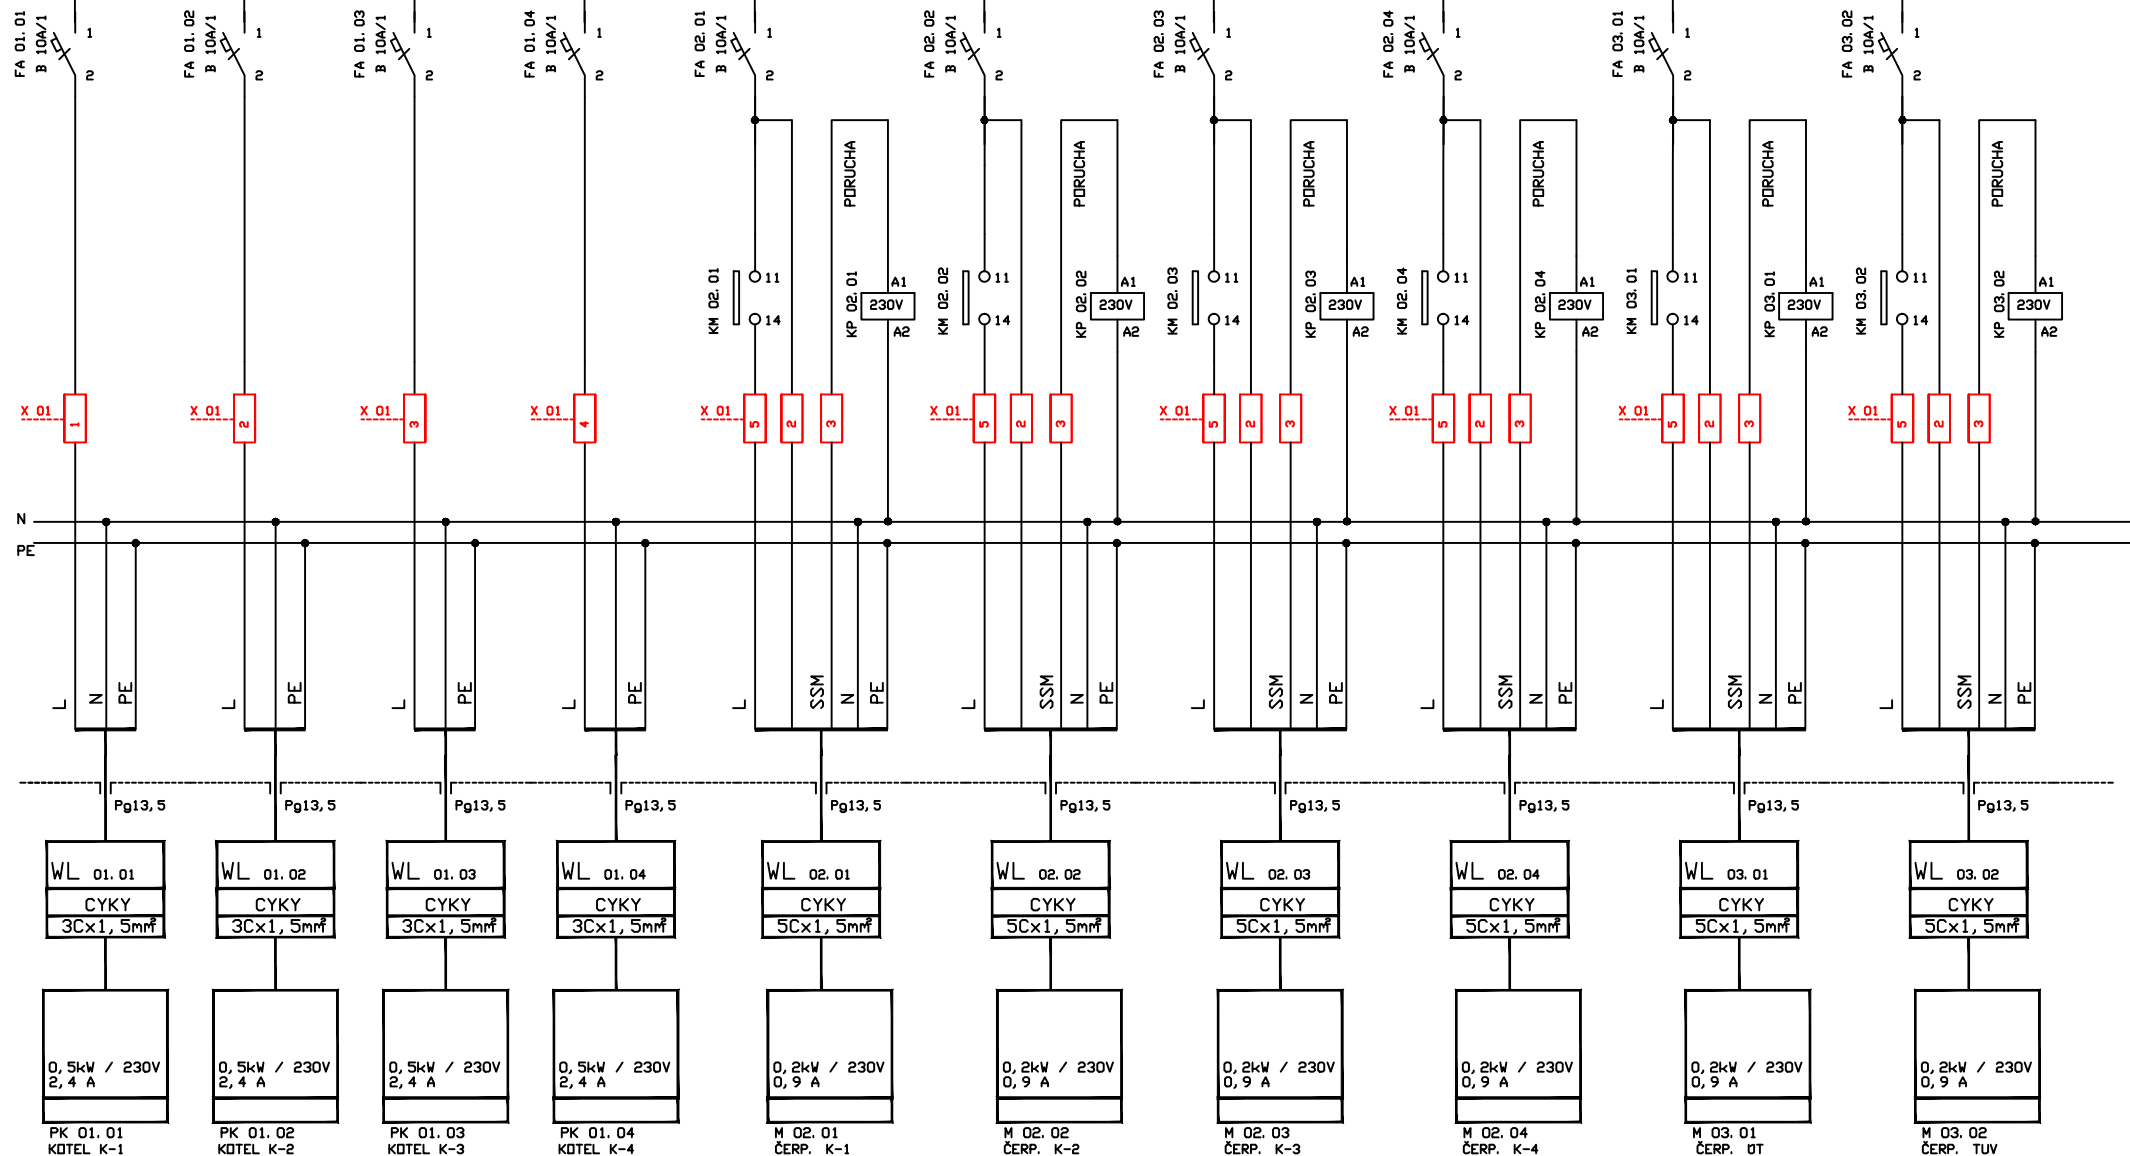 FA 01.01
B 10A/1
1
2
FA 01.02
B 10A/1
1
2
FA 01.03
B 10A/1
1
2
FA 01.04
B 10A/1
1
2
FA 02.01
B 10A/1
1
2
FA 02.02
B 10A/1
1
2
FA 02.03
B 10A/1
1
2
FA 02.04
B 10A/1
1
2
FA 03.01
B 10A/1
1
2
FA 03.02
B 10A/1
1
2
PORUCHA
PORUCHA
PORUCHA
PORUCHA
PORUCHA
PORUCHA
KM 02.01
11
14
KP 02.01
A1
230V
A2
KM 02.02
11
14
KP 02.02
A1
230V
A2
KM 02.03
11
14
KP 02.03
A1
230V
A2
KM 02.04
11
14
KP 02.04
A1
230V
A2
KM 03.01
11
14
KP 03.01
A1
230V
A2
KM 03.02
11
14
KP 03.02
A1
230V
A2
X 01 1
X 01 2
X 01 3
X 01 4
X 01 5 2 3
X 01 5 2 3
X 01 5 2 3
X 01 5 2 3
X 01 5 2 3
X 01 5 2 3
N
PE
L N PE
L PE
L PE
L PE
L SSM N PE
L SSM N PE
L SSM N PE
L SSM N PE
L SSM N PE
L SSM N PE
Pg13,5
Pg13,5
Pg13,5
Pg13,5
Pg13,5
Pg13,5
Pg13,5
Pg13,5
Pg13,5
Pg13,5
WL 01.01
CYKY
3Cx1,5mm²
WL 01.02
CYKY
3Cx1,5mm²
WL 01.03
CYKY
3Cx1,5mm²
WL 01.04
CYKY
3Cx1,5mm²
WL 02.01
CYKY
5Cx1,5mm²
WL 02.02
CYKY
5Cx1,5mm²
WL 02.03
CYKY
5Cx1,5mm²
WL 02.04
CYKY
5Cx1,5mm²
WL 03.01
CYKY
5Cx1,5mm²
WL 03.02
CYKY
5Cx1,5mm²
0,5kW / 230V
2,4 A
PK 01.01
KOTEL K-1
0,5kW / 230V
2,4 A
PK 01.02
KOTEL K-2
0,5kW / 230V
2,4 A
PK 01.03
KOTEL K-3
0,5kW / 230V
2,4 A
PK 01.04
KOTEL K-4
0,2kW / 230V
0,9 A
M 02.01
ČERP. K-1
0,2kW / 230V
0,9 A
M 02.02
ČERP. K-2
0,2kW / 230V
0,9 A
M 02.03
ČERP. K-3
0,2kW / 230V
0,9 A
M 02.04
ČERP. K-4
0,2kW / 230V
0,9 A
M 03.01
ČERP. ÚT
0,2kW / 230V
0,9 A
M 03.02
ČERP. TUV